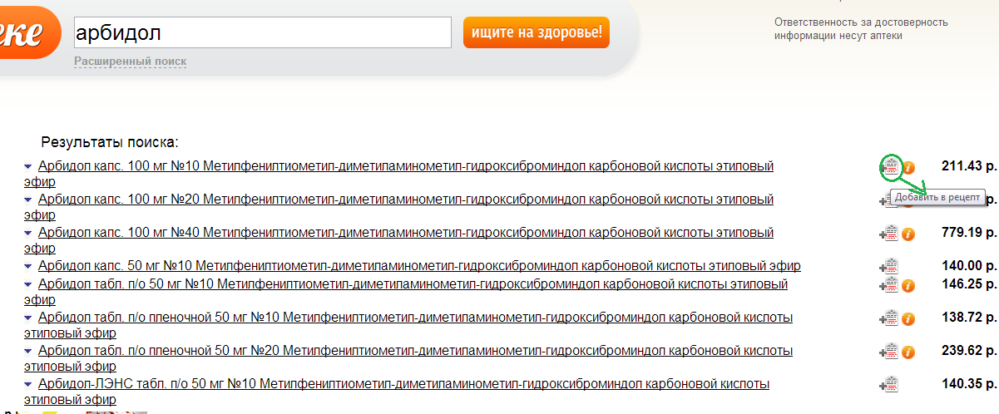 еке
арбидол
ищите на здоровье!
Расширенный поиск
Ответственность за достоверность
информации несут аптеки
Результаты поиска:
Арбидол капс. 100 мг №10 Метилфенилтиометил-диметиламинометил-гидроксиброминдол карбоновой кислоты этиловый
эфир
211.43 р.
Добавить в рецепт
Арбидол капс. 100 мг №20 Метилфенилтиометил-диметиламинометил-гидроксиброминдол карбоновой кислоты этиловый
эфир
р.
Арбидол капс. 100 мг №40 Метилфенилтиометил-диметиламинометил-гидроксиброминдол карбоновой кислоты этиловый
эфир
779.19 р.
Арбидол капс. 50 мг №10 Метилфенилтиометил-диметиламинометил-гидроксиброминдол карбоновой кислоты этиловый эфир
140.00 р.
Арбидол табл. п/о 50 мг №10 Метилфенилтиометил-диметиламинометил-гидроксиброминдол карбоновой кислоты этиловый
эфир
146.25 р.
Арбидол табл. п/о пленочной 50 мг №10 Метилфенилтиометил-диметиламинометил-гидроксиброминдол карбоновой кислоты
этиловый эфир
138.72 р.
Арбидол табл. п/о пленочной 50 мг №20 Метилфенилтиометил-диметиламинометил-гидроксиброминдол карбоновой кислоты
этиловый эфир
239.62 р.
Арбидол-ЛЭНС табл. п/о 50 мг №10 Метилфенилтиометил-диметиламинометил-гидроксиброминдол карбоновой кислоты
этиловый эфир
140.35 р.